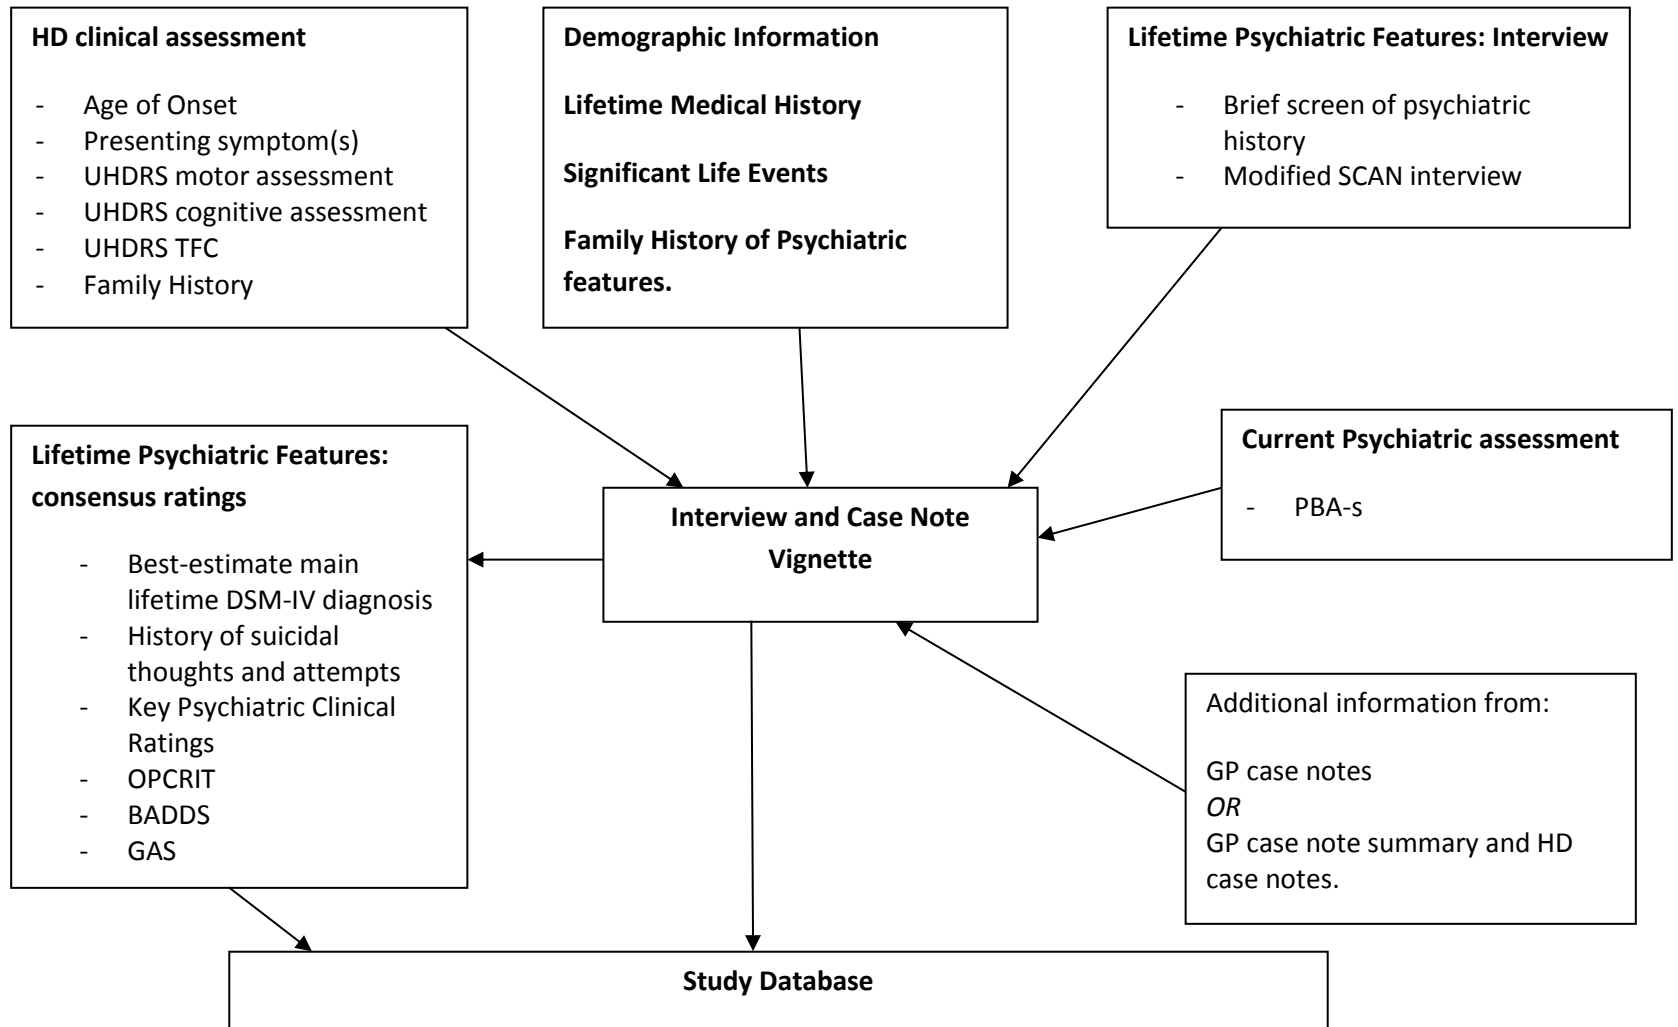 HD clinical assessment
- Age of Onset
- Presenting symptom(s)
- UHDRS motor assessment
- UHDRS cognitive assessment
- UHDRS TFC
- Family History
Demographic Information
Lifetime Medical History
Significant Life Events
Family History of Psychiatric
features.
Lifetime Psychiatric Features: Interview
- Brief screen of psychiatric
history
- Modified SCAN interview
Lifetime Psychiatric Features:
consensus ratings
- Best-estimate main
lifetime DSM-IV diagnosis
- History of suicidal
thoughts and attempts
- Key Psychiatric Clinical
Ratings
- OPCRIT
- BADDS
- GAS
Interview and Case Note
Vignette
Current Psychiatric assessment
- PBA-s
Additional information from:
GP case notes
OR
GP case note summary and HD
case notes.
Study Database